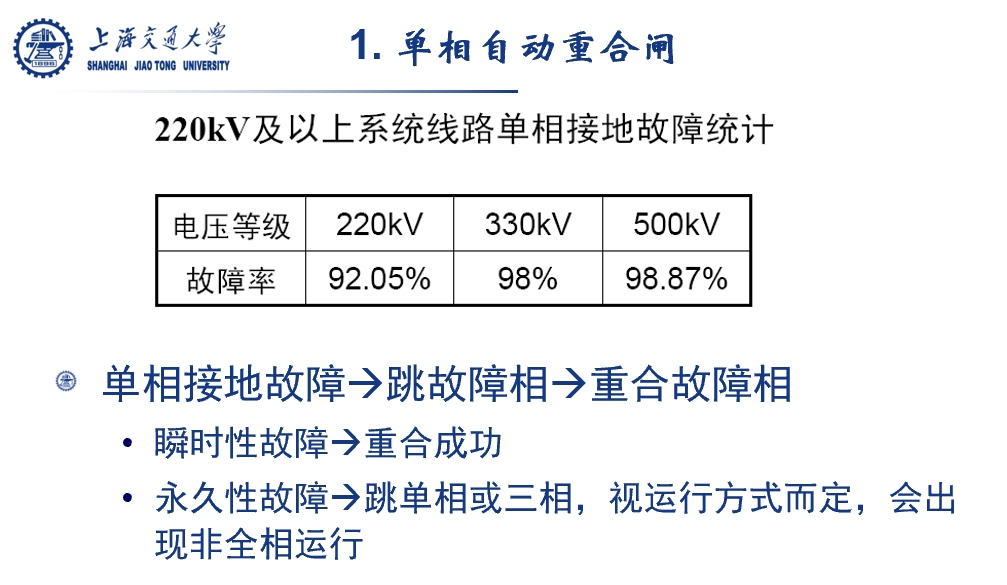 上海交通大学
SHANGHAI JIAO TONG UNIVERSITY
1. 单相自动重合闸
220kV及以上系统线路单相接地故障统计
电压等级 220kV 330kV 500kV
故障率 92.05% 98% 98.87%
单相接地故障→跳故障相→重合故障相
• 瞬时性故障→重合成功
• 永久性故障→跳单相或三相，视运行方式而定，会出
现非全相运行